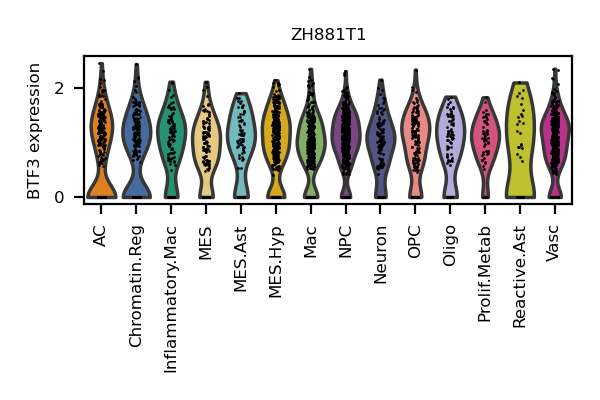 ZH881T1
BTF3 expression
2
0
AC
Chromatin.Reg
Inflammatory.Mac
MES
MES.Ast
MES.Hyp
Mac
NPC
Neuron
OPC
Oligo
Prolif.Metab
Reactive.Ast
Vasc